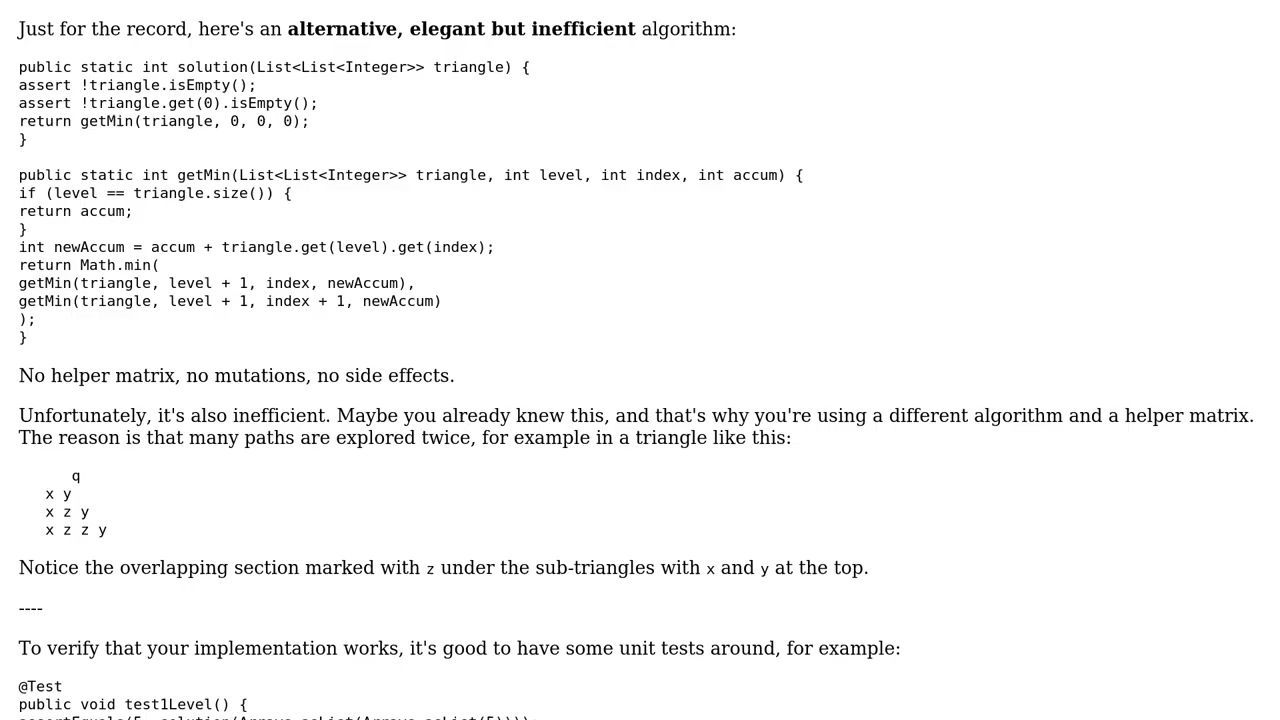 Just for the record, here's an alternative, elegant but inefficient algorithm:
public static int solution(List<List<Integer>> triangle) {
assert !triangle.isEmpty();
assert !triangle.get(0).isEmpty();
return getMin(triangle, 0, 0, 0);
}
public static int getMin(List<List<Integer>> triangle, int level, int index, int accum) {
if (level == triangle.size()) {
return accum;
}
int newAccum = accum + triangle.get(level).get(index);
return Math.min(
getMin(triangle, level + 1, index, newAccum),
getMin(triangle, level + 1, index + 1, newAccum)
);
}
No helper matrix, no mutations, no side effects.
Unfortunately, it's also inefficient. Maybe you already knew this, and that's why you're using a different algorithm and a helper matrix.
The reason is that many paths are explored twice, for example in a triangle like this:
q
x y
x z y
x z z y
Notice the overlapping section marked with z under the sub-triangles with x and y at the top.
----
To verify that your implementation works, it's good to have some unit tests around, for example:
@Test
public void test1Level() {